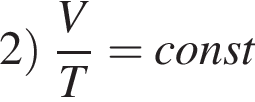 2) V/T = const